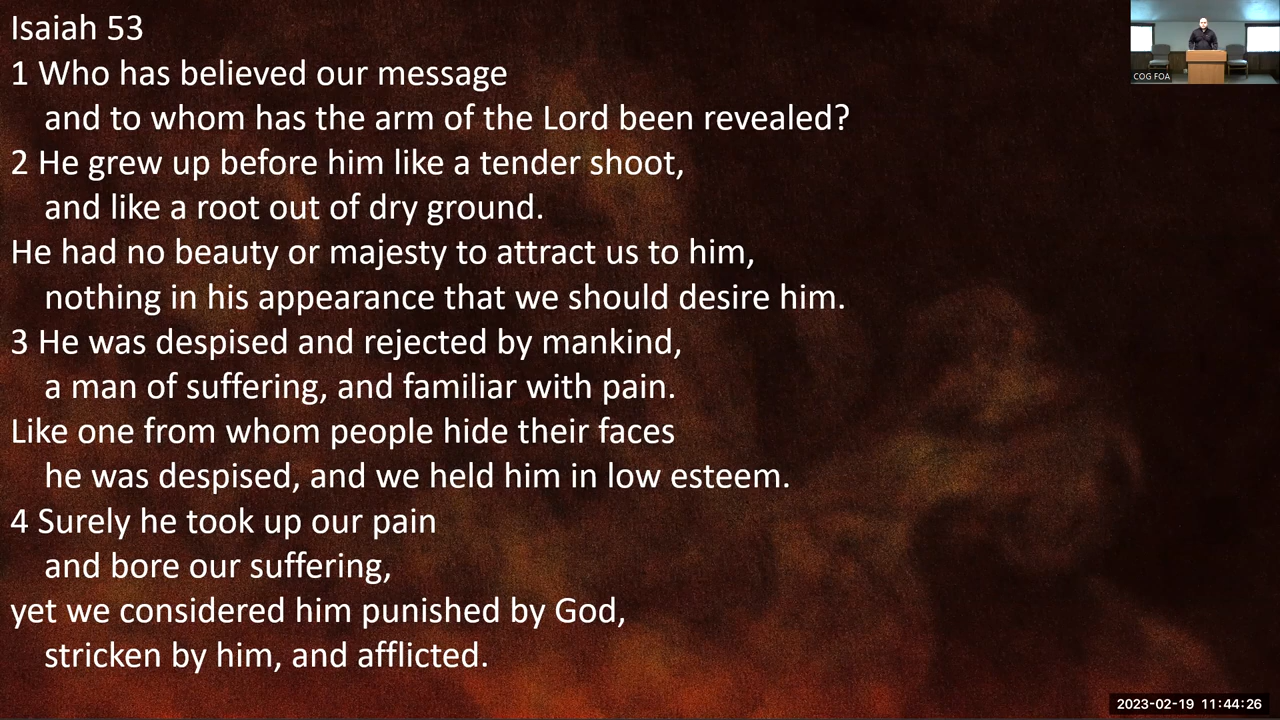 Isaiah 53
1 Who has believed our message
and to whom has the arm of the Lord been revealed?
2 He grew up before him like a tender shoot,
and like a root out of dry ground.
He had no beauty or majesty to attract us to him,
nothing in his appearance that we should desire him.
3 He was despised and rejected by mankind,
a man of suffering, and familiar with pain.
Like one from whom people hide their faces
he was despised, and we held him in low esteem.
4 Surely he took up our pain
and bore our suffering,
yet we considered him punished by God,
stricken by him, and afflicted.
COG FOA
2023-02-19 11:44:26